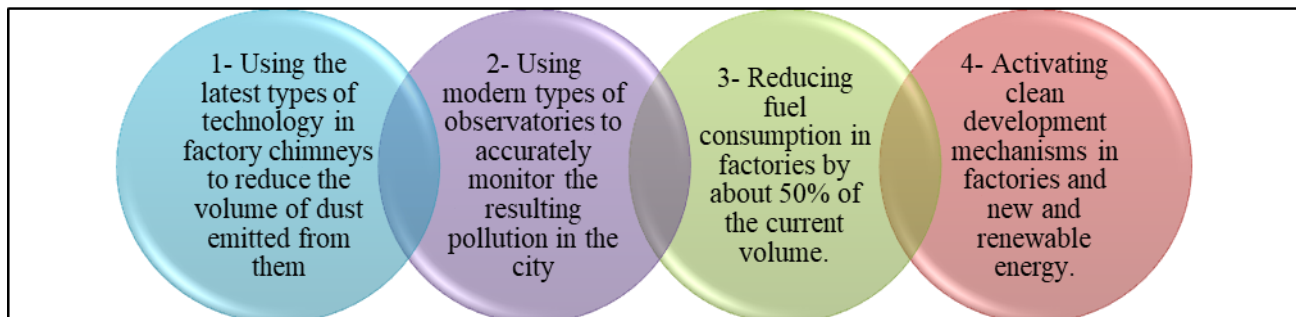 1- Using the
latest types of
technology in
factory chimneys
to reduce the
volume of dust
emitted from
them
2- Using
modern types of
observatories to
accurately
monitor the
resulting
pollution in the
city
3- Reducing
fuel
consumption in
factories by
about 50% of
the current
volume.
4- Activating
clean
development
mechanisms in
factories and
new and
renewable
energy.